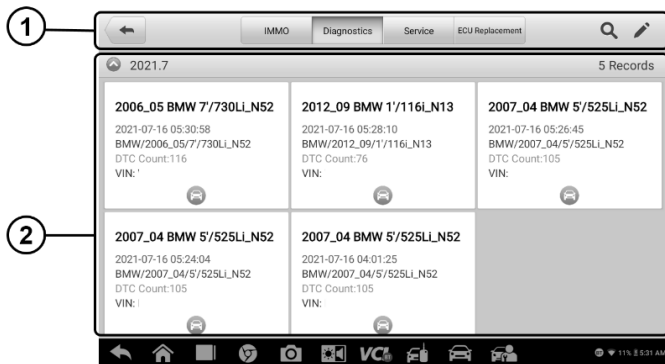 1
IMMO Diagnostics Service ECU Replacement
2021.7 5 Records
2006_05 BMW 7'/730Li_N52
2021-07-16 05:30:58
BMW/2006_05/7'/730Li_N52
DTC Count:116
VIN: '
2012_09 BMW 1'/116i_N13
2021-07-16 05:28:10
BMW/2012_09/1'/116i_N13
DTC Count:76
VIN:
2007_04 BMW 5'/525Li_N52
2021-07-16 05:26:45
BMW/2007_04/5'/525Li_N52
DTC Count:105
VIN:
2
2007_04 BMW 5'/525Li_N52
2021-07-16 05:24:04
BMW/2007_04/5'/525Li_N52
DTC Count:105
VIN:
2007_04 BMW 5'/525Li_N52
2021-07-16 04:01:25
BMW/2007_04/5'/525Li_N52
DTC Count:105
VIN:
VCI 11% 5:31 AM